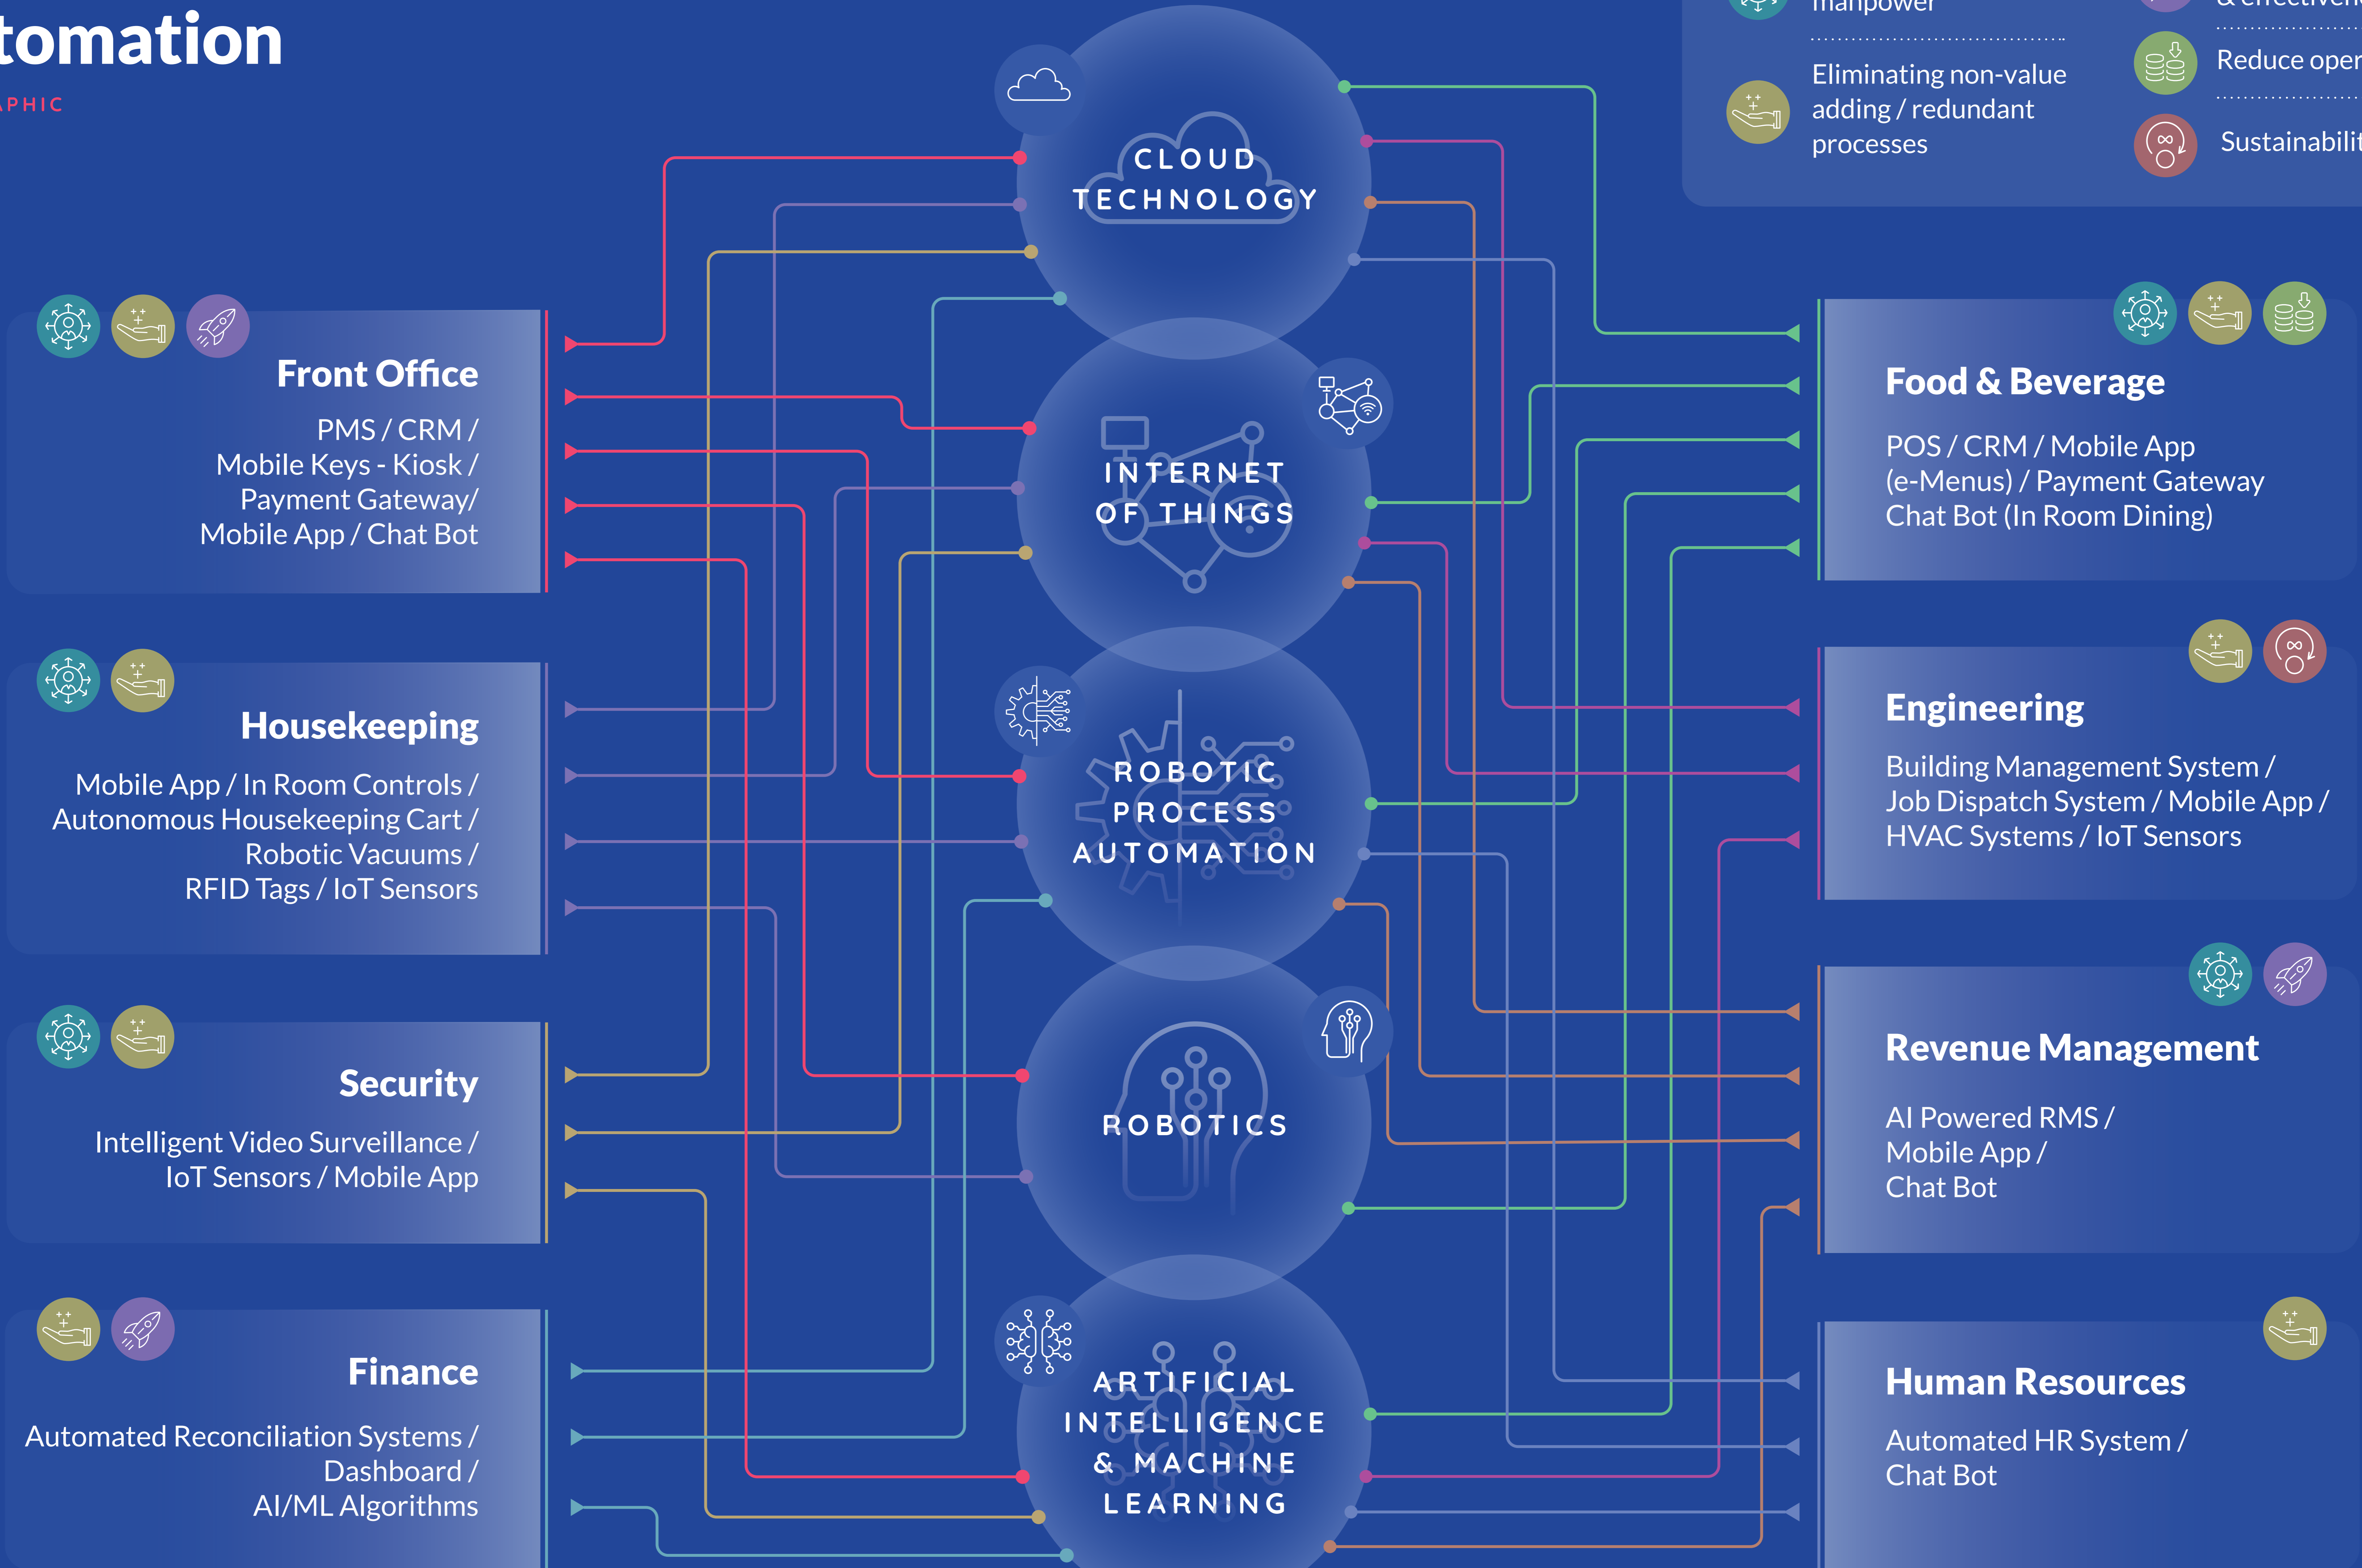 tomation
APHIC
manpower
Eliminating non-value
adding / redundant
processes
Reduce oper
Sustainabilit
CLOUD
TECHNOLOGY
INTERNET
OF THINGS
ROBOTIC
PROCESS
AUTOMATION
ROBOTICS
ARTIFICIAL
INTELLIGENCE
& MACHINE
LEARNING
Front Office
PMS / CRM /
Mobile Keys - Kiosk /
Payment Gateway/
Mobile App / Chat Bot
Housekeeping
Mobile App / In Room Controls /
Autonomous Housekeeping Cart /
Robotic Vacuums /
RFID Tags / IoT Sensors
Security
Intelligent Video Surveillance /
IoT Sensors / Mobile App
Finance
Automated Reconciliation Systems /
Dashboard /
AI/ML Algorithms
Food & Beverage
POS / CRM / Mobile App
(e-Menus) / Payment Gateway
Chat Bot (In Room Dining)
Engineering
Building Management System /
Job Dispatch System / Mobile App /
HVAC Systems / IoT Sensors
Revenue Management
AI Powered RMS /
Mobile App /
Chat Bot
Human Resources
Automated HR System /
Chat Bot